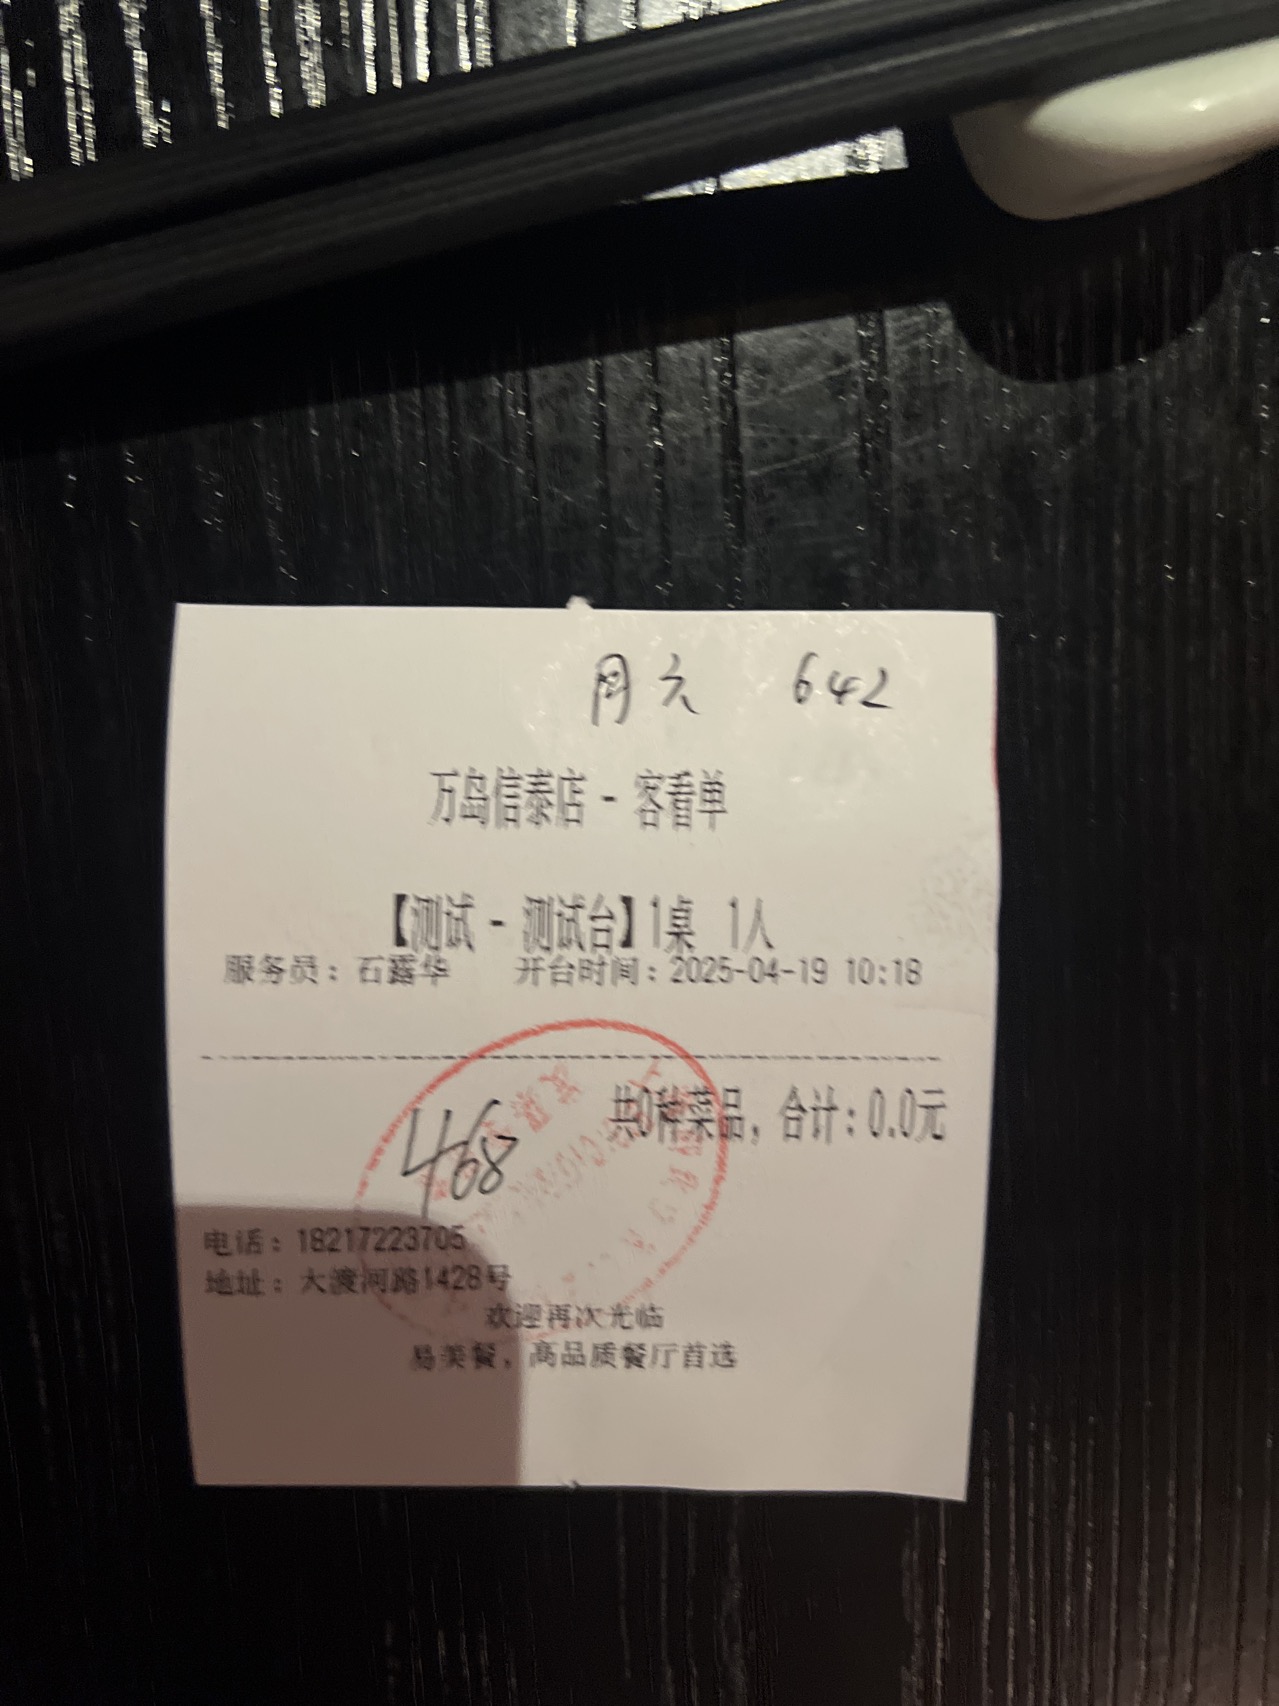 周六 642
万岛信泰店 - 客看单
【测试 - 测试台】1桌 1人
服务员：石露华 开台时间：2025-04-19 10:18
共0种菜品，合计：0.0元
468
电话：18217223705
地址：大渡河路1428号
欢迎再次光临
易美餐，高品质餐厅首选